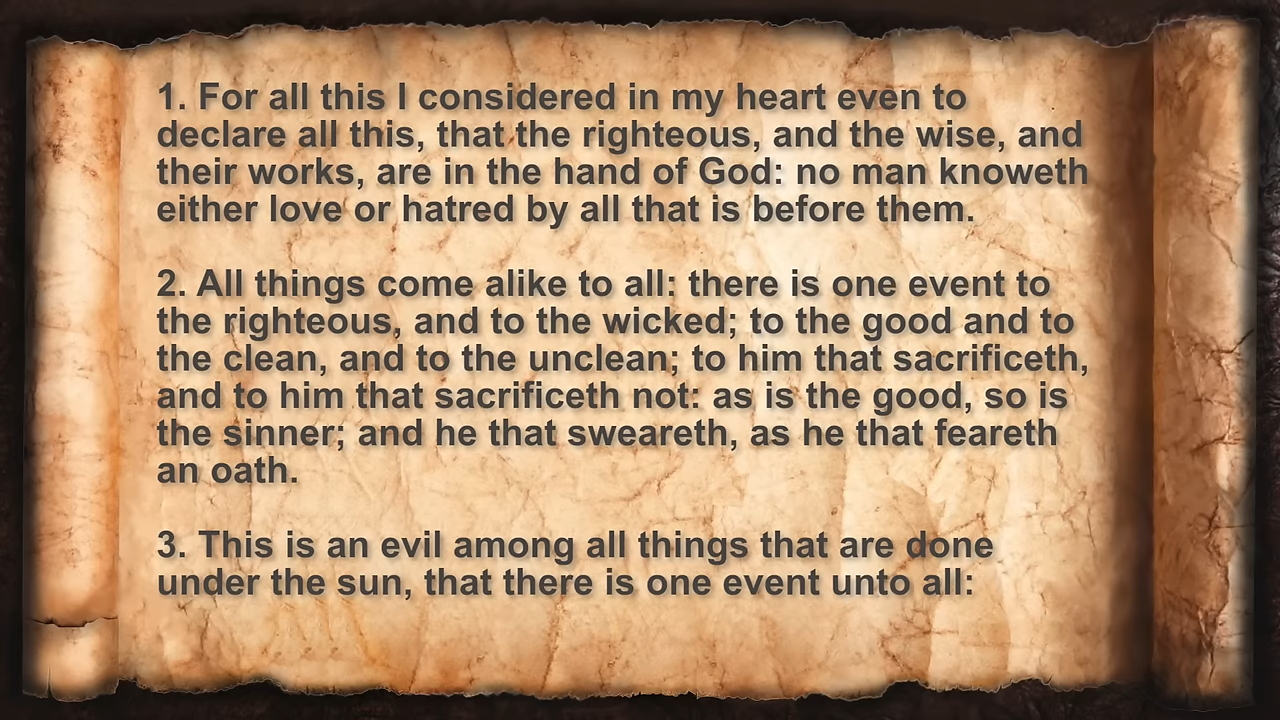 1. For all this I considered in my heart even to
declare all this, that the righteous, and the wise, and
their works, are in the hand of God: no man knoweth
either love or hatred by all that is before them.
2. All things come alike to all: there is one event to
the righteous, and to the wicked; to the good and to
the clean, and to the unclean; to him that sacrificeth,
and to him that sacrificeth not: as is the good, so is
the sinner; and he that sweareth, as he that feareth
an oath.
3. This is an evil among all things that are done
under the sun, that there is one event unto all: